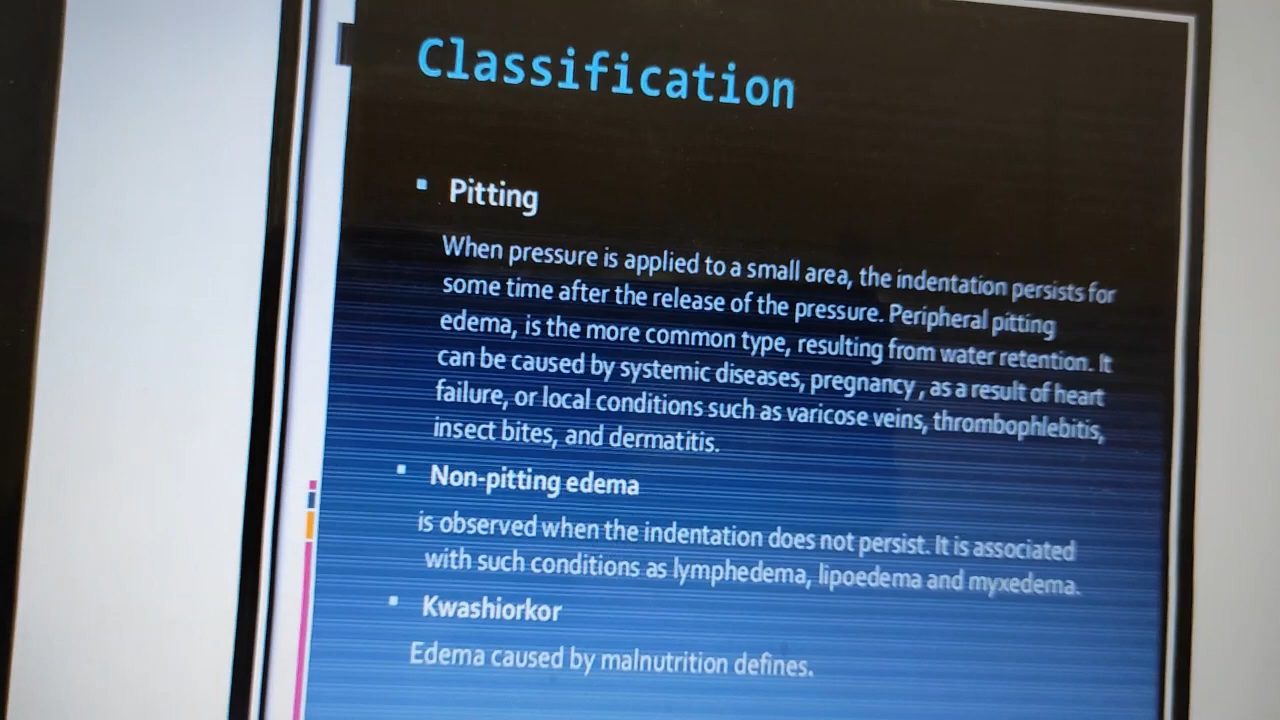 Classification
Pitting
When pressure is applied to a small area, the indentation persists for
some time after the release of the pressure. Peripheral pitting
edema, is the more common type, resulting from water retention. It
can be caused by systemic diseases, pregnancy , as a result of heart
failure, or local conditions such as varicose veins, thrombophlebitis,
insect bites, and dermatitis.
Non-pitting edema
is observed when the indentation does not persist. It is associated
with such conditions as lymphedema, lipoedema and myxedema.
Kwashiorkor
Edema caused by malnutrition defines.